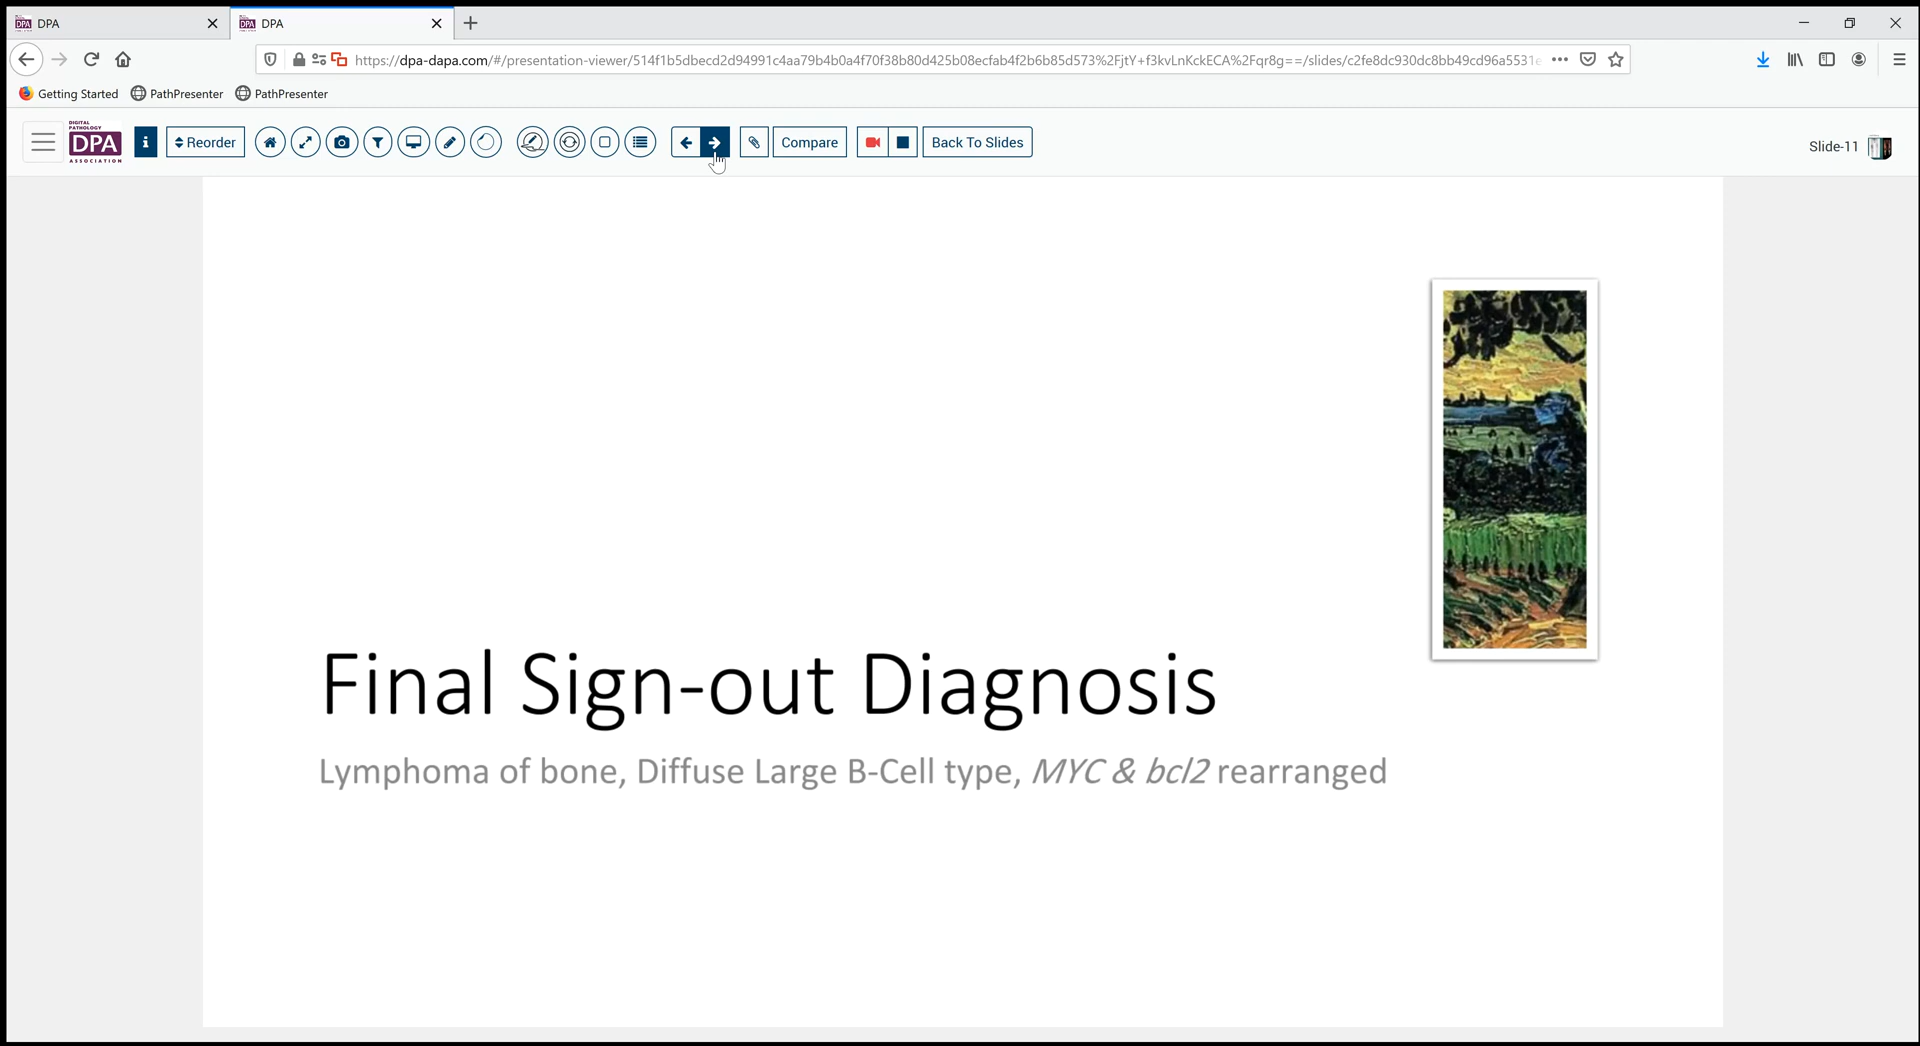 DPA
DPA
https://dpa-dapa.com/#/presentation-viewer/514f1b5dbecd2d94991c4aa79b4b0a4f70f38b80d425b08ecfab4f2b6b85d573%2FjtY+f3kvLnKckECA%2Fqr8g==/slides/c2fe8dc930dc8bb49cd96a5531e
Getting Started
PathPresenter
PathPresenter
DIGITAL
PATHOLOGY
DPA
ASSOCIATION
i
Reorder
Compare
Back To Slides
Slide-11
Final Sign-out Diagnosis
Lymphoma of bone, Diffuse Large B-Cell type, MYC & bcl2 rearranged